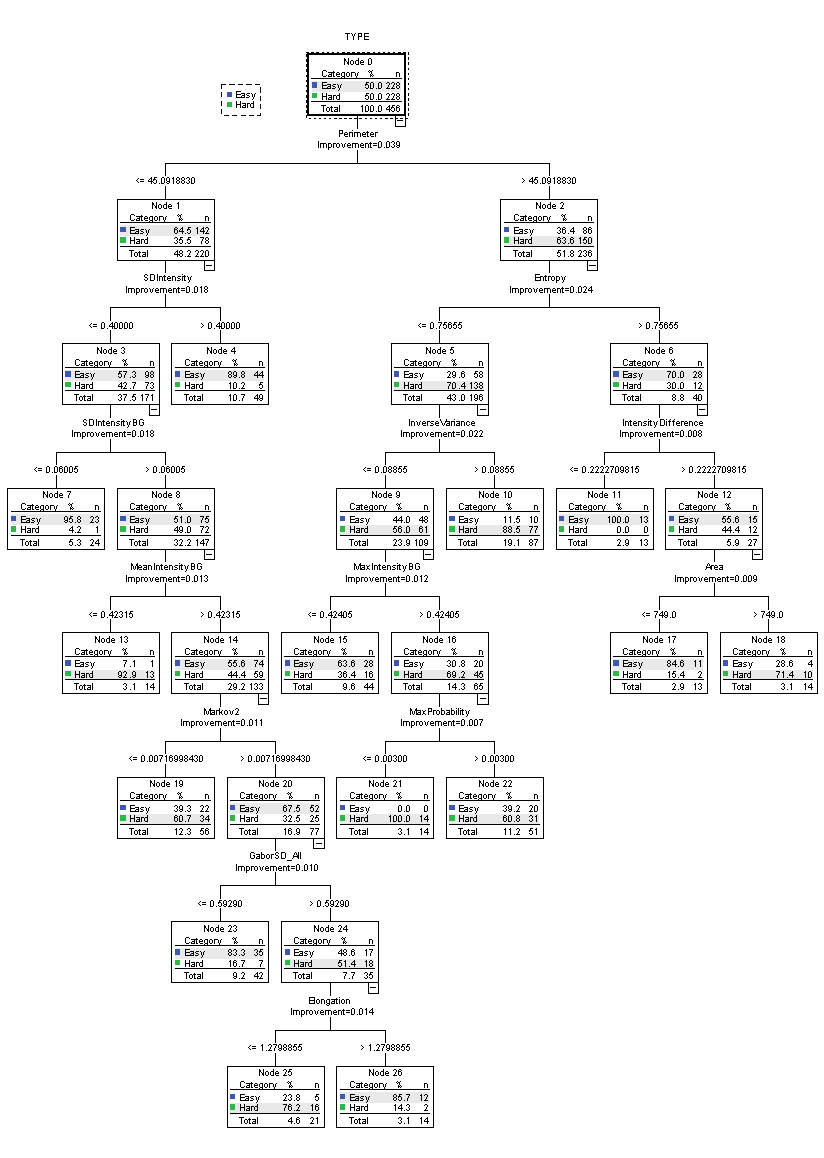 TYPE
Easy
Hard
Node 0
Category % n
Easy 50.0 228
Hard 50.0 228
Total 100.0 456
Perimeter
Improvement=0.039
<= 45.0918830
> 45.0918830
Node 1
Category % n
Easy 64.5 142
Hard 35.5 78
Total 48.2 220
SDIntensity
Improvement=0.018
Node 2
Category % n
Easy 36.4 86
Hard 63.6 150
Total 51.8 236
Entropy
Improvement=0.024
<= 0.40000
> 0.40000
<= 0.75655
> 0.75655
Node 3
Category % n
Easy 57.3 98
Hard 42.7 73
Total 37.5 171
SDIntensityBG
Improvement=0.018
Node 4
Category % n
Easy 89.8 44
Hard 10.2 5
Total 10.7 49
Node 5
Category % n
Easy 29.6 58
Hard 70.4 138
Total 43.0 196
InverseVariance
Improvement=0.022
Node 6
Category % n
Easy 70.0 28
Hard 30.0 12
Total 8.8 40
IntensityDifference
Improvement=0.008
<= 0.06005
> 0.06005
<= 0.08855
> 0.08855
<= 0.2222709815
> 0.2222709815
Node 7
Category % n
Easy 95.8 23
Hard 4.2 1
Total 5.3 24
Node 8
Category % n
Easy 51.0 75
Hard 49.0 72
Total 32.2 147
MeanIntensityBG
Improvement=0.013
Node 9
Category % n
Easy 44.0 48
Hard 56.0 61
Total 23.9 109
MaxIntensityBG
Improvement=0.012
Node 10
Category % n
Easy 11.5 10
Hard 88.5 77
Total 19.1 87
Node 11
Category % n
Easy 100.0 13
Hard 0.0 0
Total 2.9 13
Node 12
Category % n
Easy 55.6 15
Hard 44.4 12
Total 5.9 27
Area
Improvement=0.009
<= 0.42315
> 0.42315
<= 0.42405
> 0.42405
<= 749.0
> 749.0
Node 13
Category % n
Easy 7.1 1
Hard 92.9 13
Total 3.1 14
Node 14
Category % n
Easy 55.6 74
Hard 44.4 59
Total 29.2 133
Markov2
Improvement=0.011
Node 15
Category % n
Easy 63.6 28
Hard 36.4 16
Total 9.6 44
Node 16
Category % n
Easy 30.8 20
Hard 69.2 45
Total 14.3 65
MaxProbability
Improvement=0.007
Node 17
Category % n
Easy 84.6 11
Hard 15.4 2
Total 2.9 13
Node 18
Category % n
Easy 28.6 4
Hard 71.4 10
Total 3.1 14
<= 0.00716998430
> 0.00716998430
<= 0.00300
> 0.00300
Node 19
Category % n
Easy 39.3 22
Hard 60.7 34
Total 12.3 56
Node 20
Category % n
Easy 67.5 52
Hard 32.5 25
Total 16.9 77
GaborSD_All
Improvement=0.010
Node 21
Category % n
Easy 0.0 0
Hard 100.0 14
Total 3.1 14
Node 22
Category % n
Easy 39.2 20
Hard 60.8 31
Total 11.2 51
<= 0.59290
> 0.59290
Node 23
Category % n
Easy 83.3 35
Hard 16.7 7
Total 9.2 42
Node 24
Category % n
Easy 48.6 17
Hard 51.4 18
Total 7.7 35
Elongation
Improvement=0.014
<= 1.2798855
> 1.2798855
Node 25
Category % n
Easy 23.8 5
Hard 76.2 16
Total 4.6 21
Node 26
Category % n
Easy 85.7 12
Hard 14.3 2
Total 3.1 14